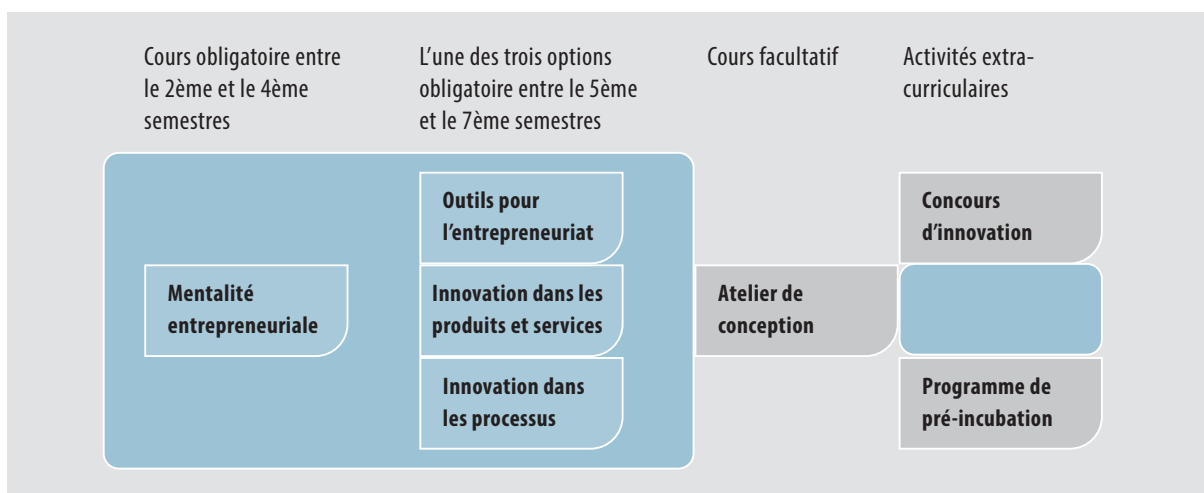 Cours obligatoire entre
le 2ème et le 4ème
semestres
L'une des trois options
obligatoire entre le 5ème
et le 7ème semestres
Cours facultatif
Activités extra-
curriculaires
Mentalité
entrepreneuriale
Outils pour
l'entrepreneuriat
Innovation dans les
produits et services
Innovation dans
les processus
Atelier de
conception
Concours
d'innovation
Programme de
pré-incubation